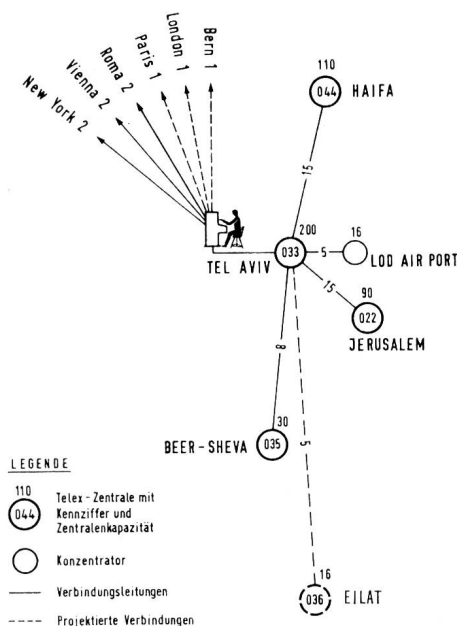 New York 2
Vienna 2
Roma 2
Paris 1
London 1
Bern 1
110
044
HAIFA
15
200
033
TEL AVIV
5
16
LOD AIR PORT
15
90
022
JERUSALEM
8
30
035
BEER-SHEVA
5
16
036
EILAT
LEGENDE
110
044
Telex-Zentrale mit
Kennziffer und
Zentralenkapazität
Konzentrator
Verbindungsleitungen
Projektierte Verbindungen